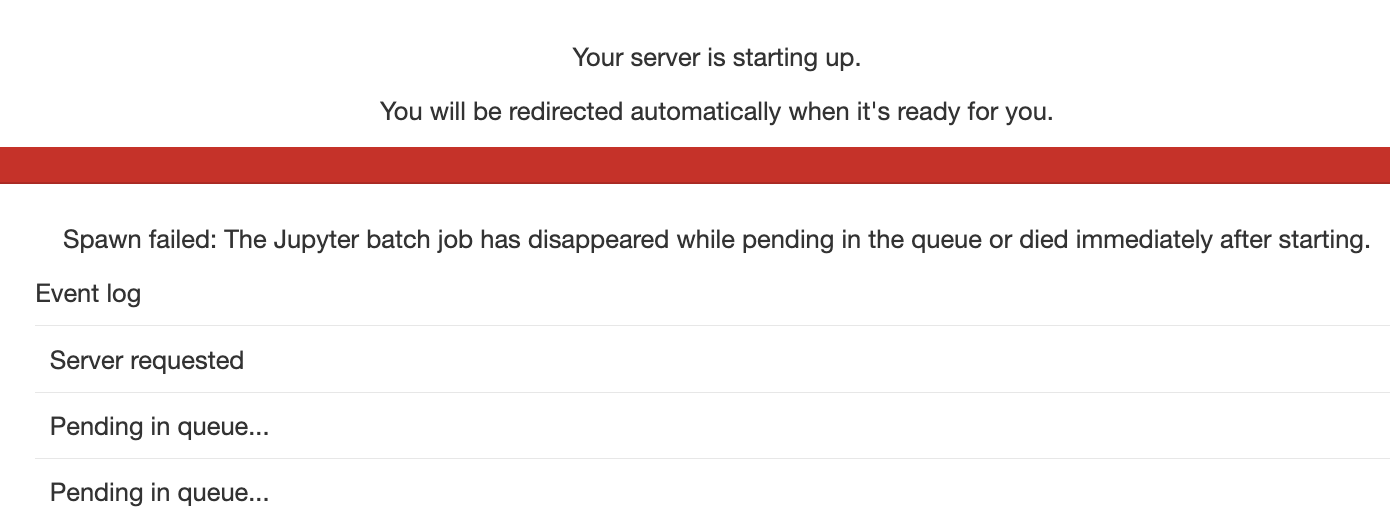 Your server is starting up.
You will be redirected automatically when it's ready for you.
Spawn failed: The Jupyter batch job has disappeared while pending in the queue or died immediately after starting.
Event log
Server requested
Pending in queue...
Pending in queue...